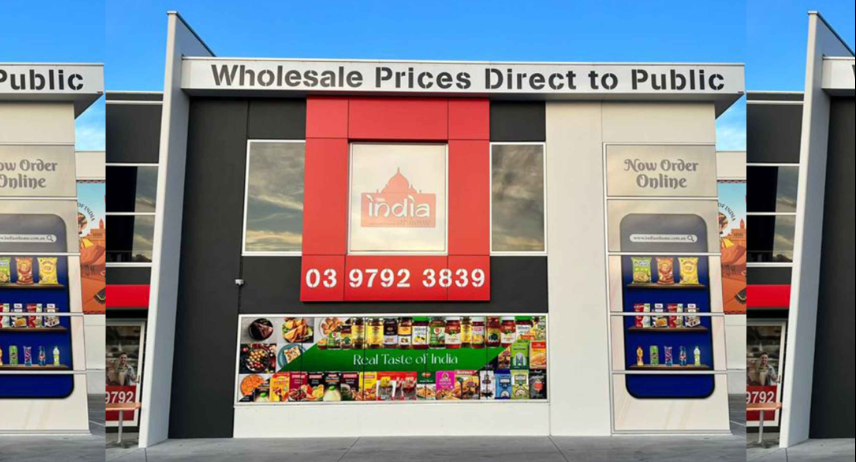 Public
Wholesale Prices Direct to Public
Now Order
Online
ow Order
Online
india
03 9792 3839
Real Taste of India
9792
9792